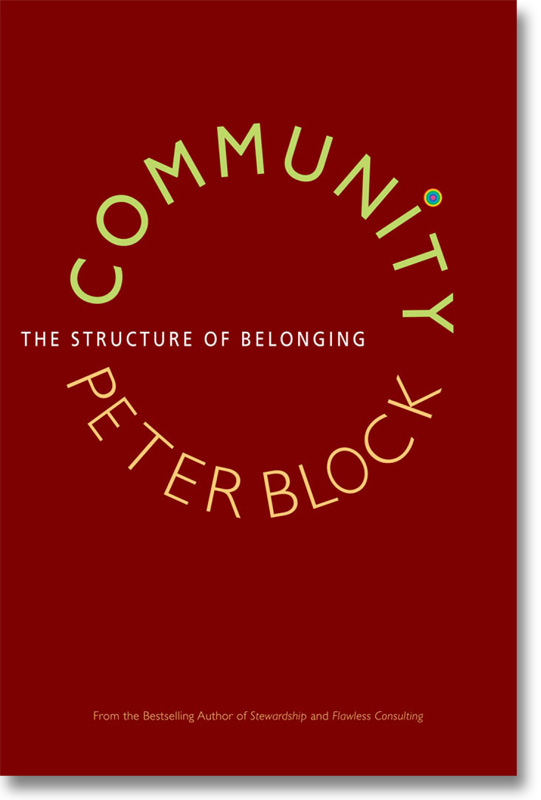 COMMUNiTY
THE STRUCTURE OF BELONGING
PETER BLOCK
From the Bestselling Author of Stewardship and Flawless Consulting